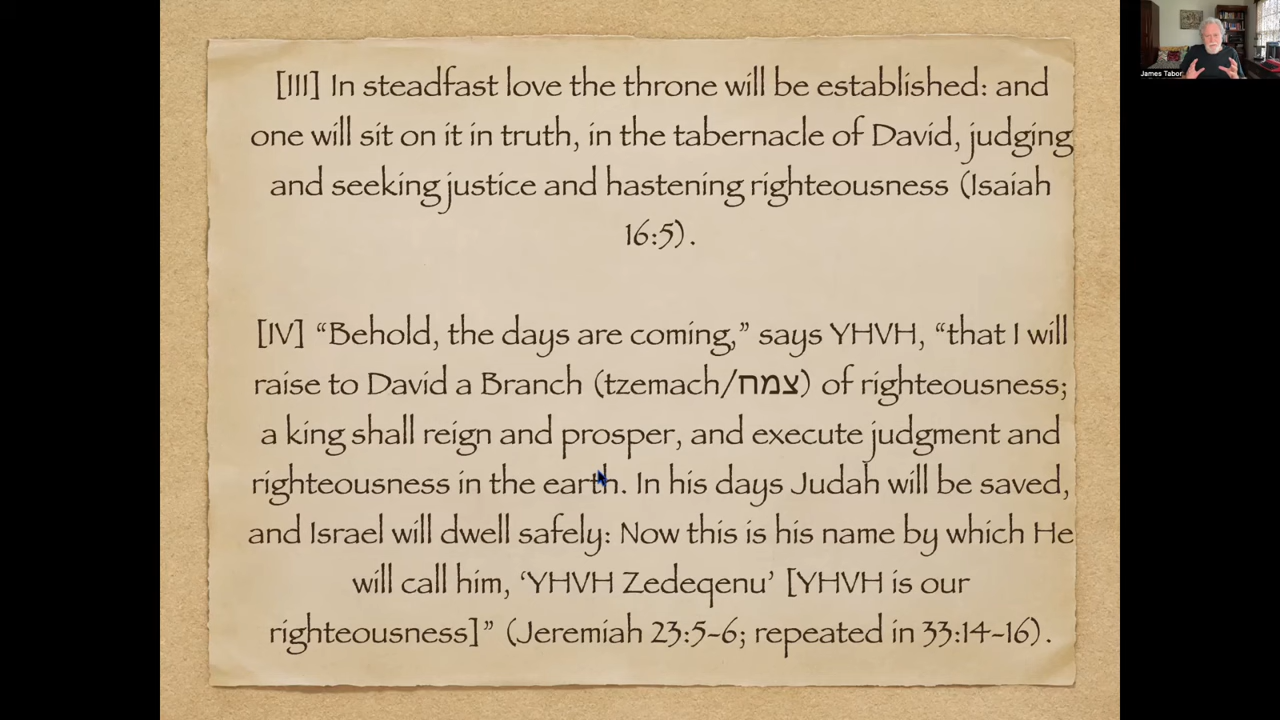 [III] In steadfast love the throne will be established: and
one will sit on it in truth, in the tabernacle of David, judging
and seeking justice and hastening righteousness (Isaiah
16:5).
[IV] “Behold, the days are coming,” says YHVH, “that I will
raise to David a Branch (tzemach/צמח) of righteousness;
a king shall reign and prosper, and execute judgment and
righteousness in the earth. In his days Judah will be saved,
and Israel will dwell safely: Now this is his name by which He
will call him, ‘YHVH Zedeqenu’ [YHVH is our
righteousness]” (Jeremiah 23:5-6; repeated in 33:14-16).
James Tabor